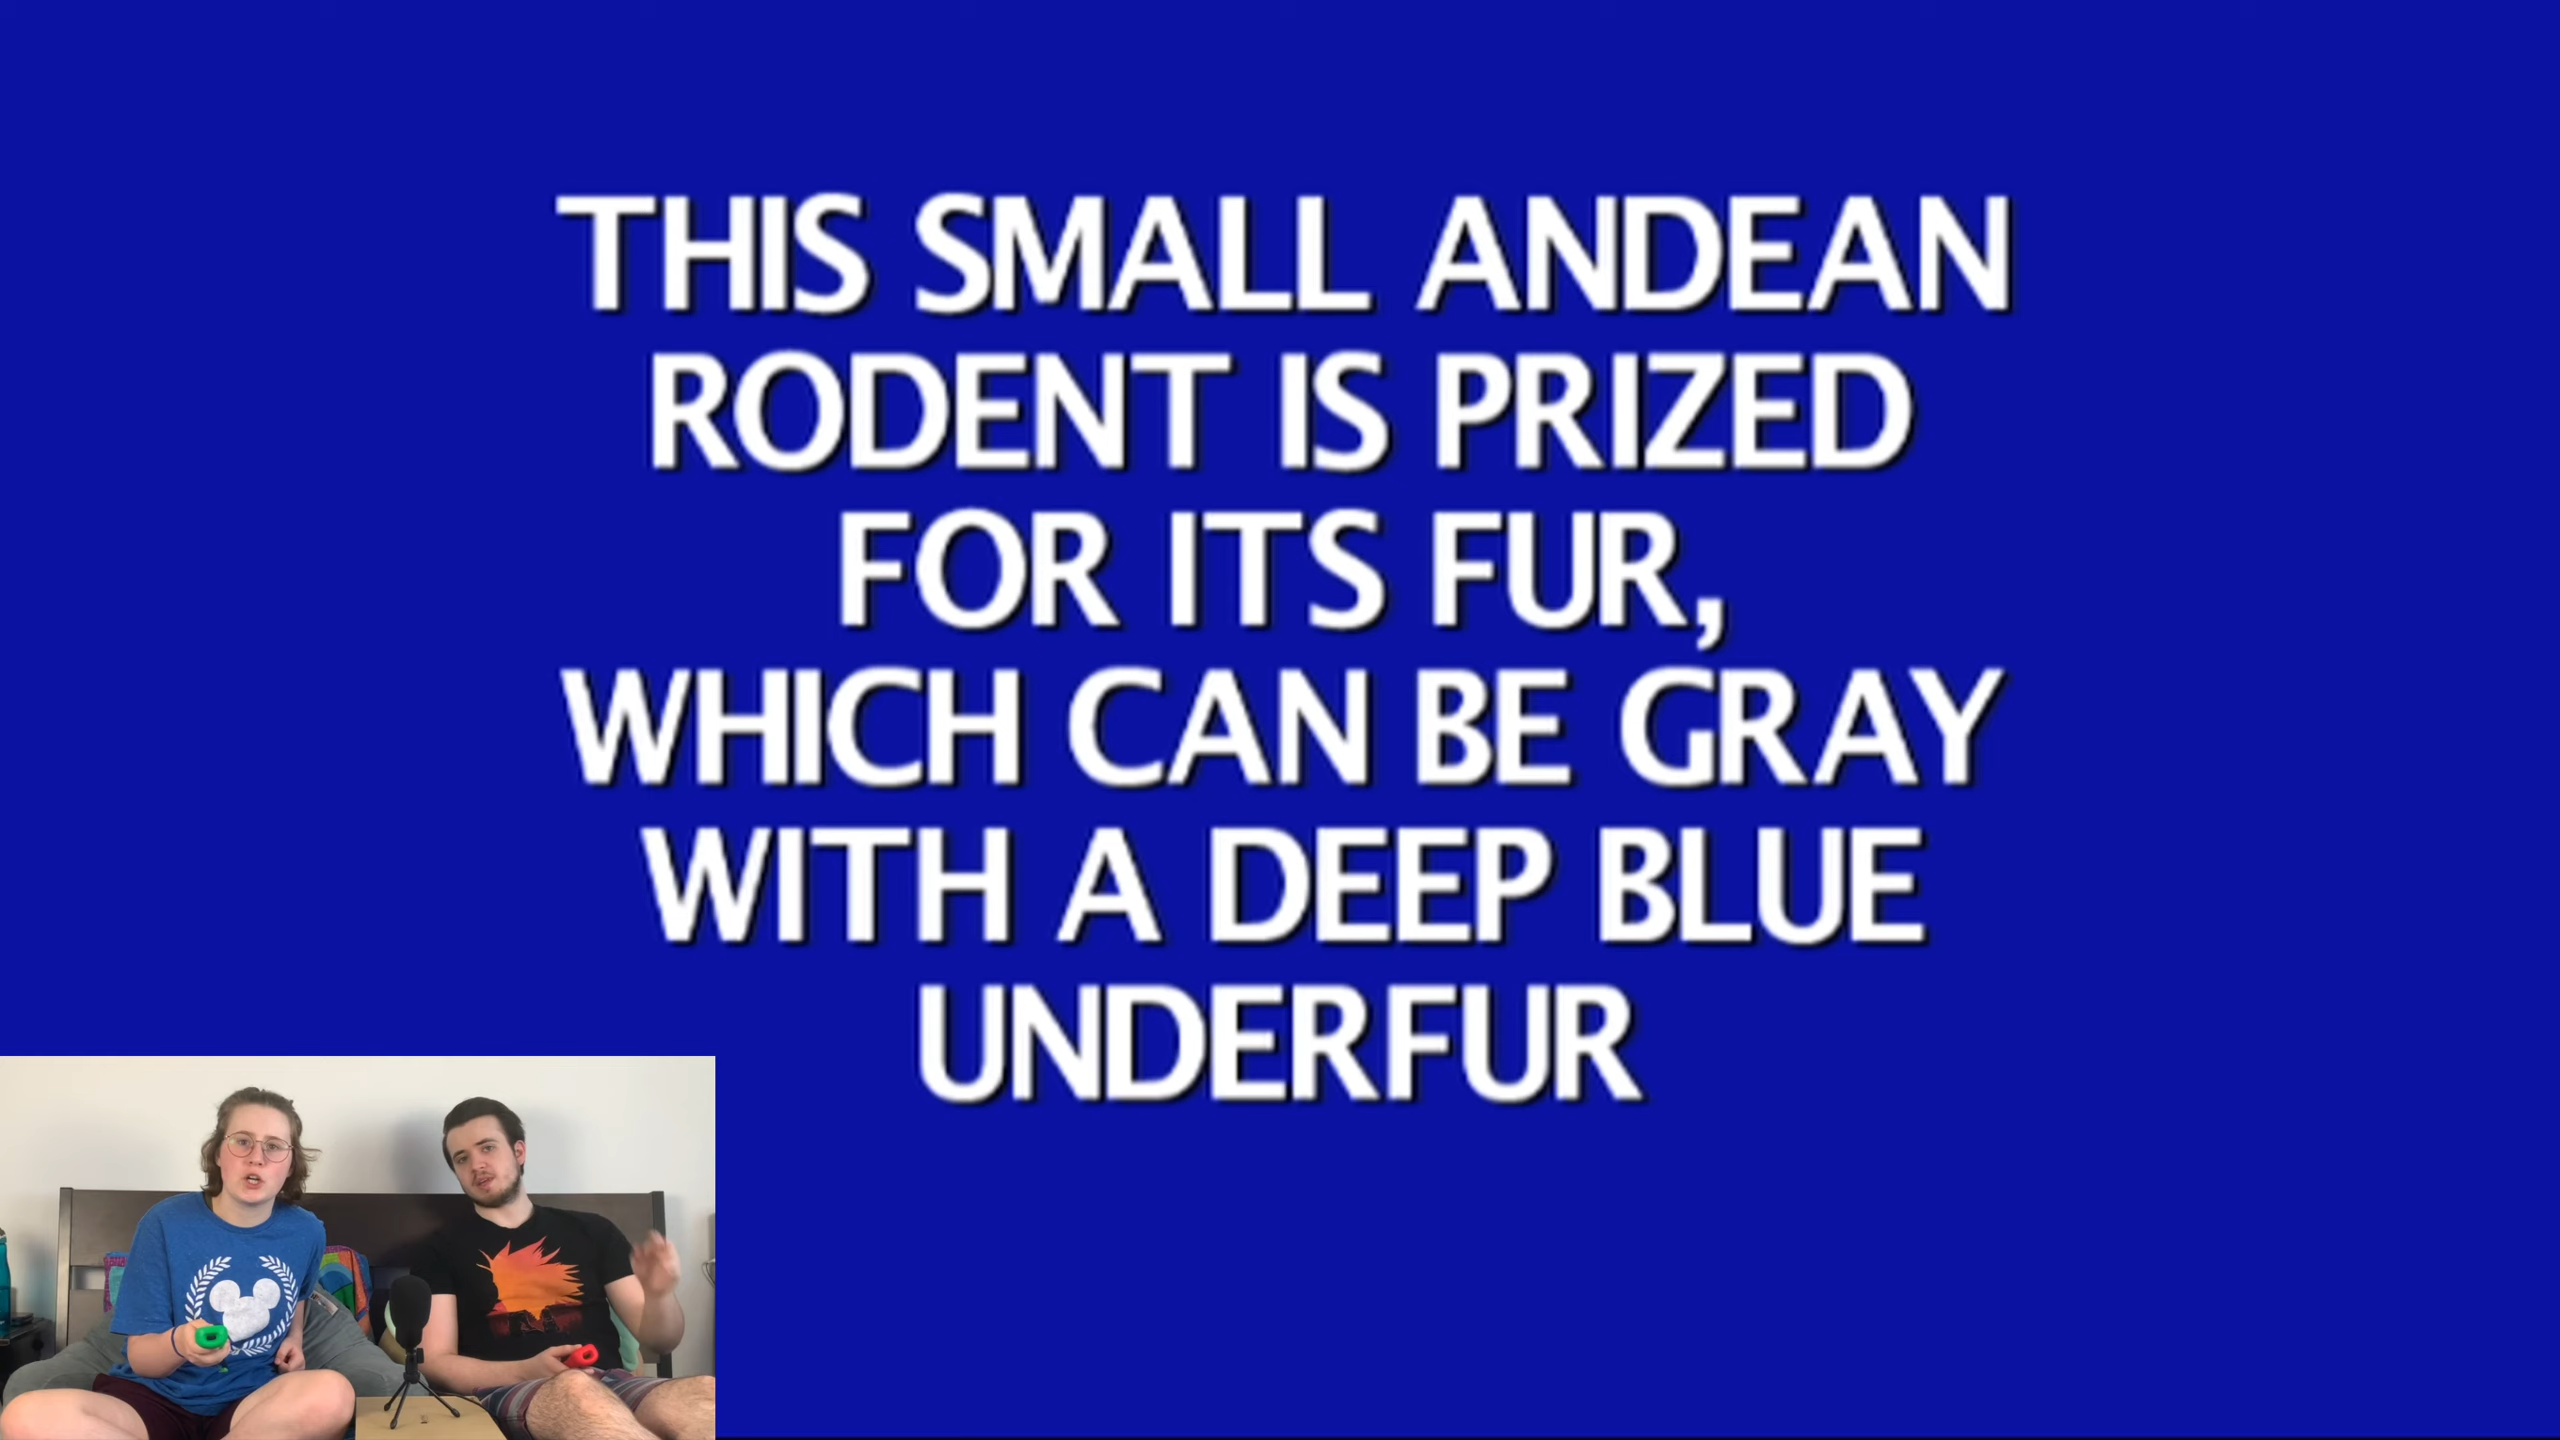 THIS SMALL ANDEAN
RODENT IS PRIZED
FOR ITS FUR,
WHICH CAN BE GRAY
WITH A DEEP BLUE
UNDERFUR